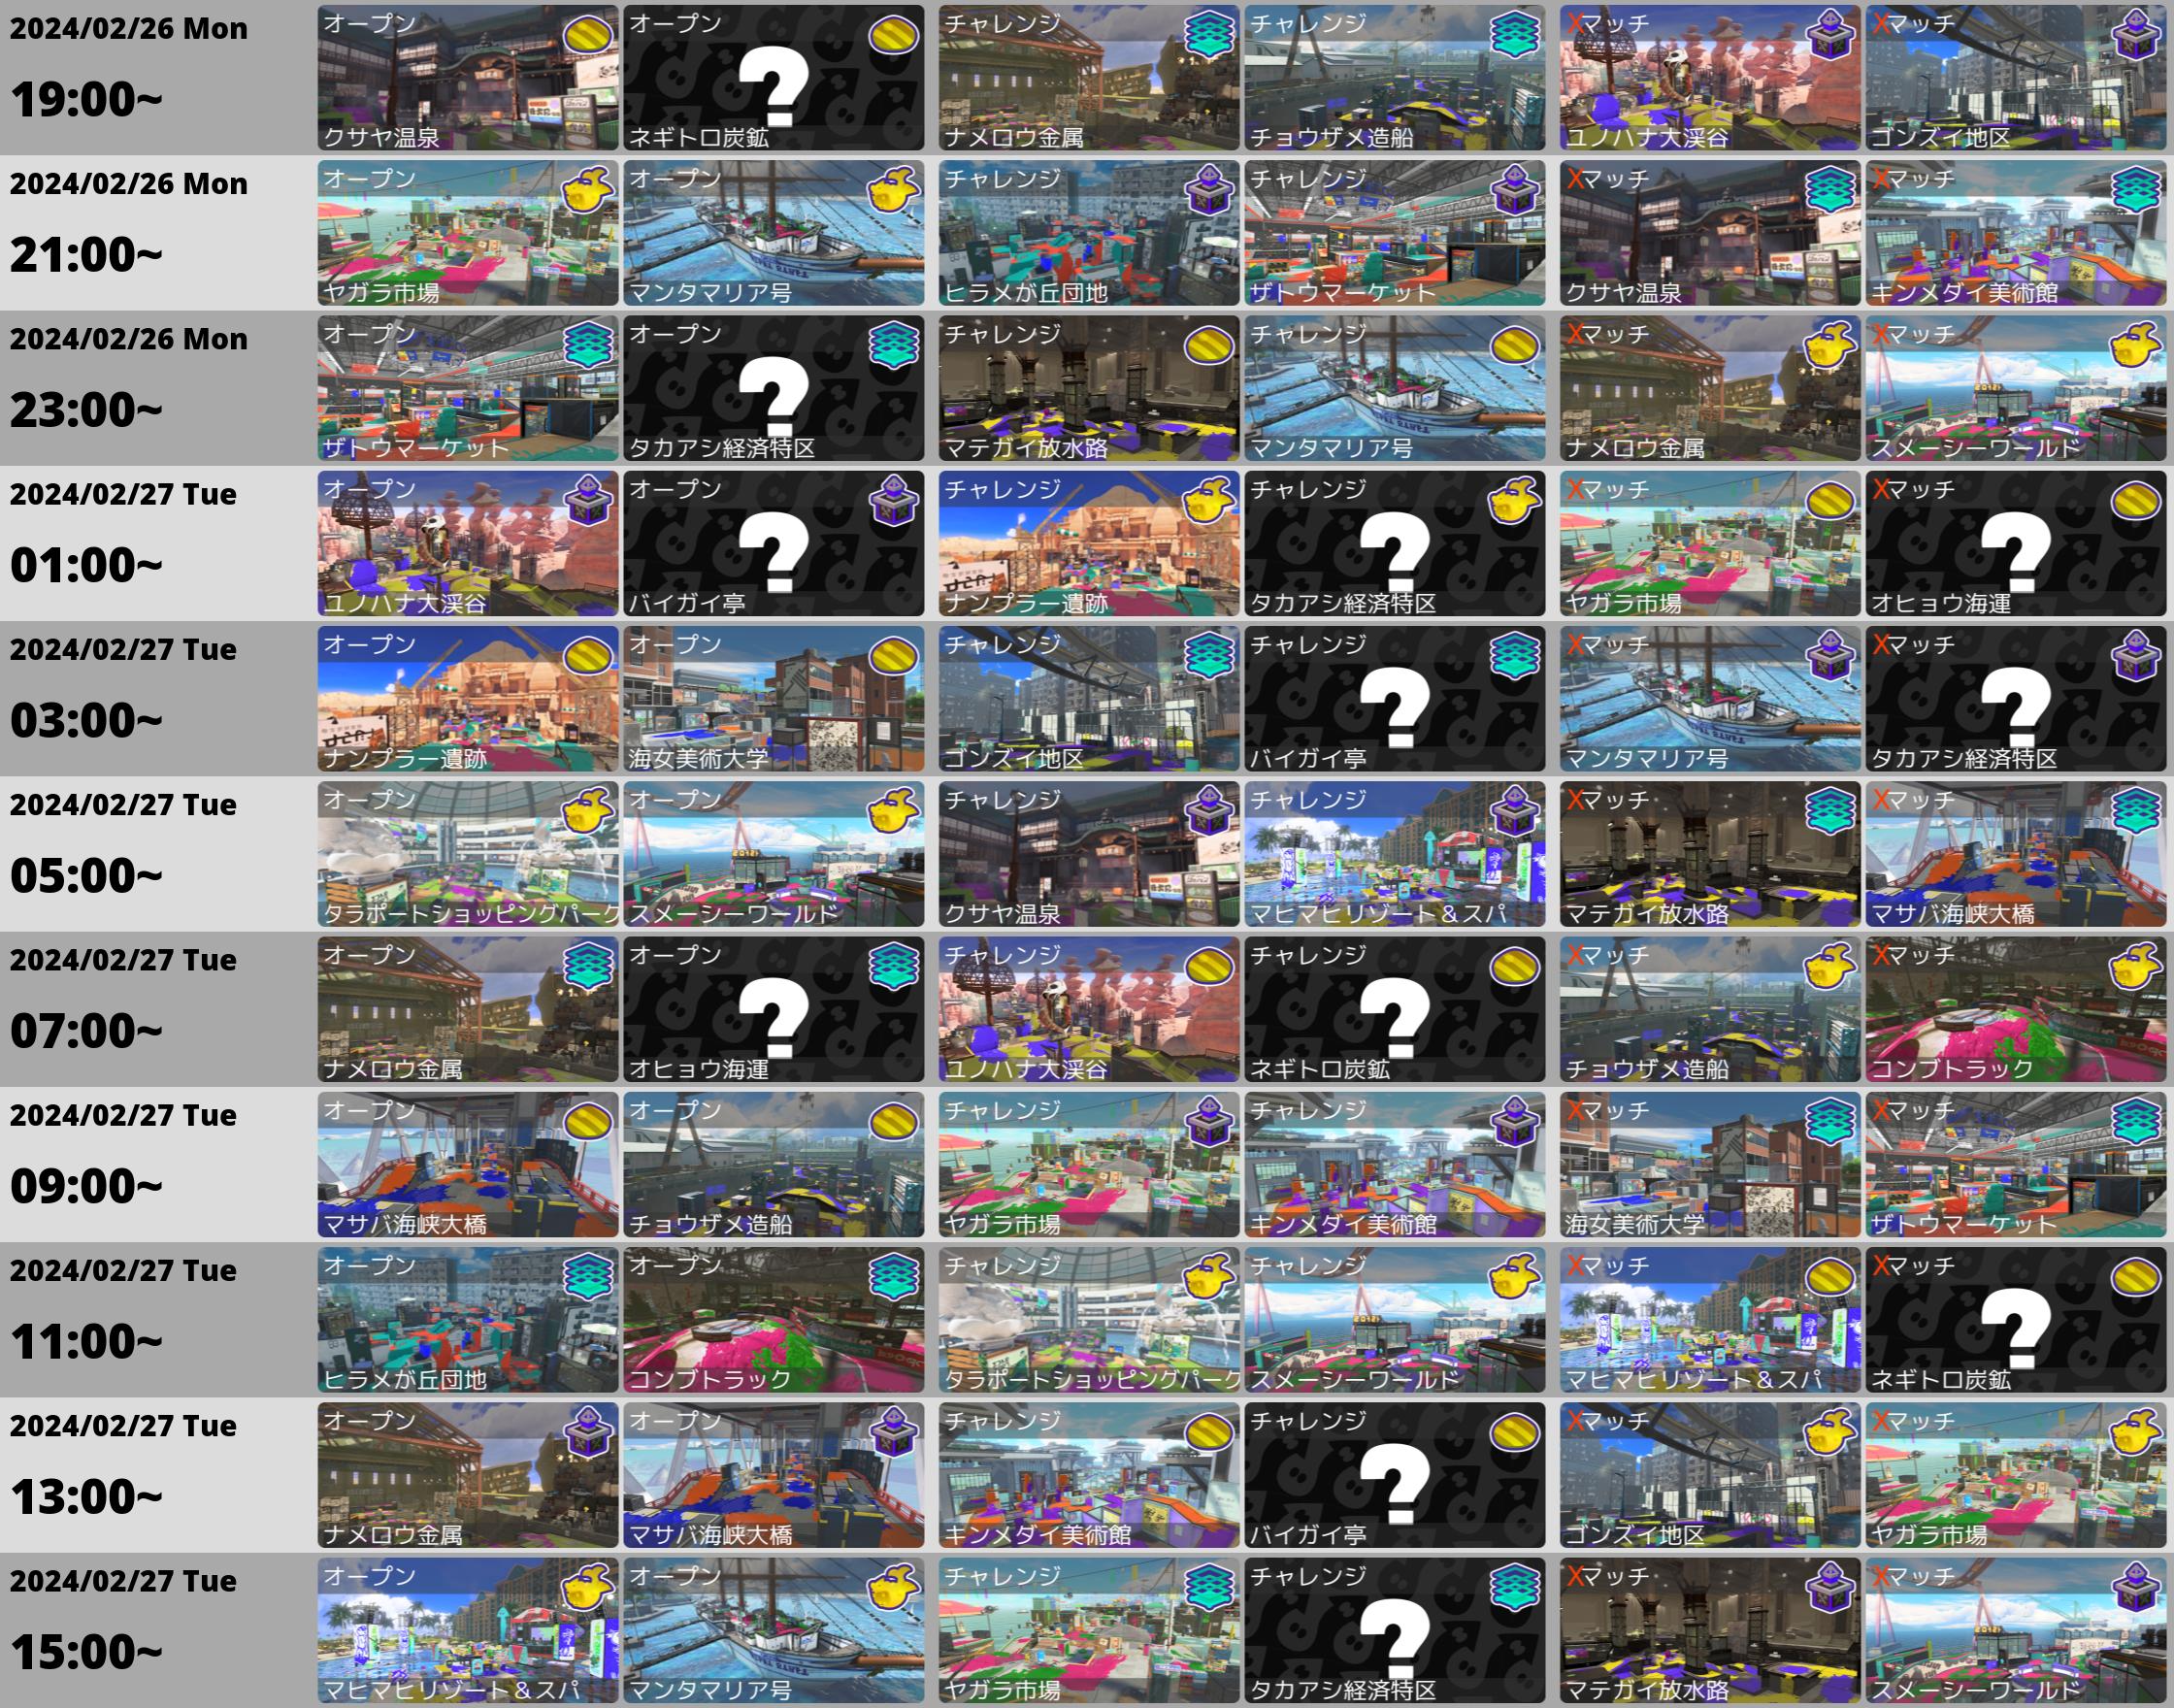 2024/02/26 Mon
19:00~
オープン
クサヤ温泉
オープン
ネギトロ炭鉱
チャレンジ
ナメロウ金属
チャレンジ
チョウザメ造船
Xマッチ
ユノハナ大渓谷
Xマッチ
ゴンズイ地区
2024/02/26 Mon
21:00~
オープン
ヤガラ市場
オープン
マンタマリア号
チャレンジ
ヒラメが丘団地
チャレンジ
ザトウマーケット
Xマッチ
クサヤ温泉
Xマッチ
キンメダイ美術館
2024/02/26 Mon
23:00~
オープン
ザトウマーケット
オープン
タカアシ経済特区
チャレンジ
マテガイ放水路
チャレンジ
マンタマリア号
Xマッチ
ナメロウ金属
Xマッチ
スメーシーワールド
2024/02/27 Tue
01:00~
オープン
ユノハナ大渓谷
オープン
バイガイ亭
チャレンジ
ナンプラー遺跡
チャレンジ
タカアシ経済特区
Xマッチ
ヤガラ市場
Xマッチ
オヒョウ海運
2024/02/27 Tue
03:00~
オープン
ナンプラー遺跡
オープン
海女美術大学
チャレンジ
ゴンズイ地区
チャレンジ
バイガイ亭
Xマッチ
マンタマリア号
Xマッチ
タカアシ経済特区
2024/02/27 Tue
05:00~
オープン
タラポートショッピングパーク
オープン
スメーシーワールド
チャレンジ
クサヤ温泉
チャレンジ
マヒマヒリゾート＆スパ
Xマッチ
マテガイ放水路
Xマッチ
マサバ海峡大橋
2024/02/27 Tue
07:00~
オープン
ナメロウ金属
オープン
オヒョウ海運
チャレンジ
ユノハナ大渓谷
チャレンジ
ネギトロ炭鉱
Xマッチ
チョウザメ造船
Xマッチ
コンブトラック
2024/02/27 Tue
09:00~
オープン
マサバ海峡大橋
オープン
チョウザメ造船
チャレンジ
ヤガラ市場
チャレンジ
キンメダイ美術館
Xマッチ
海女美術大学
Xマッチ
ザトウマーケット
2024/02/27 Tue
11:00~
オープン
ヒラメが丘団地
オープン
コンブトラック
チャレンジ
タラポートショッピングパーク
チャレンジ
スメーシーワールド
Xマッチ
マヒマヒリゾート＆スパ
Xマッチ
ネギトロ炭鉱
2024/02/27 Tue
13:00~
オープン
ナメロウ金属
オープン
マサバ海峡大橋
チャレンジ
キンメダイ美術館
チャレンジ
バイガイ亭
Xマッチ
ゴンズイ地区
Xマッチ
ヤガラ市場
2024/02/27 Tue
15:00~
オープン
マヒマヒリゾート＆スパ
オープン
マンタマリア号
チャレンジ
ヤガラ市場
チャレンジ
タカアシ経済特区
Xマッチ
マテガイ放水路
Xマッチ
スメーシーワールド